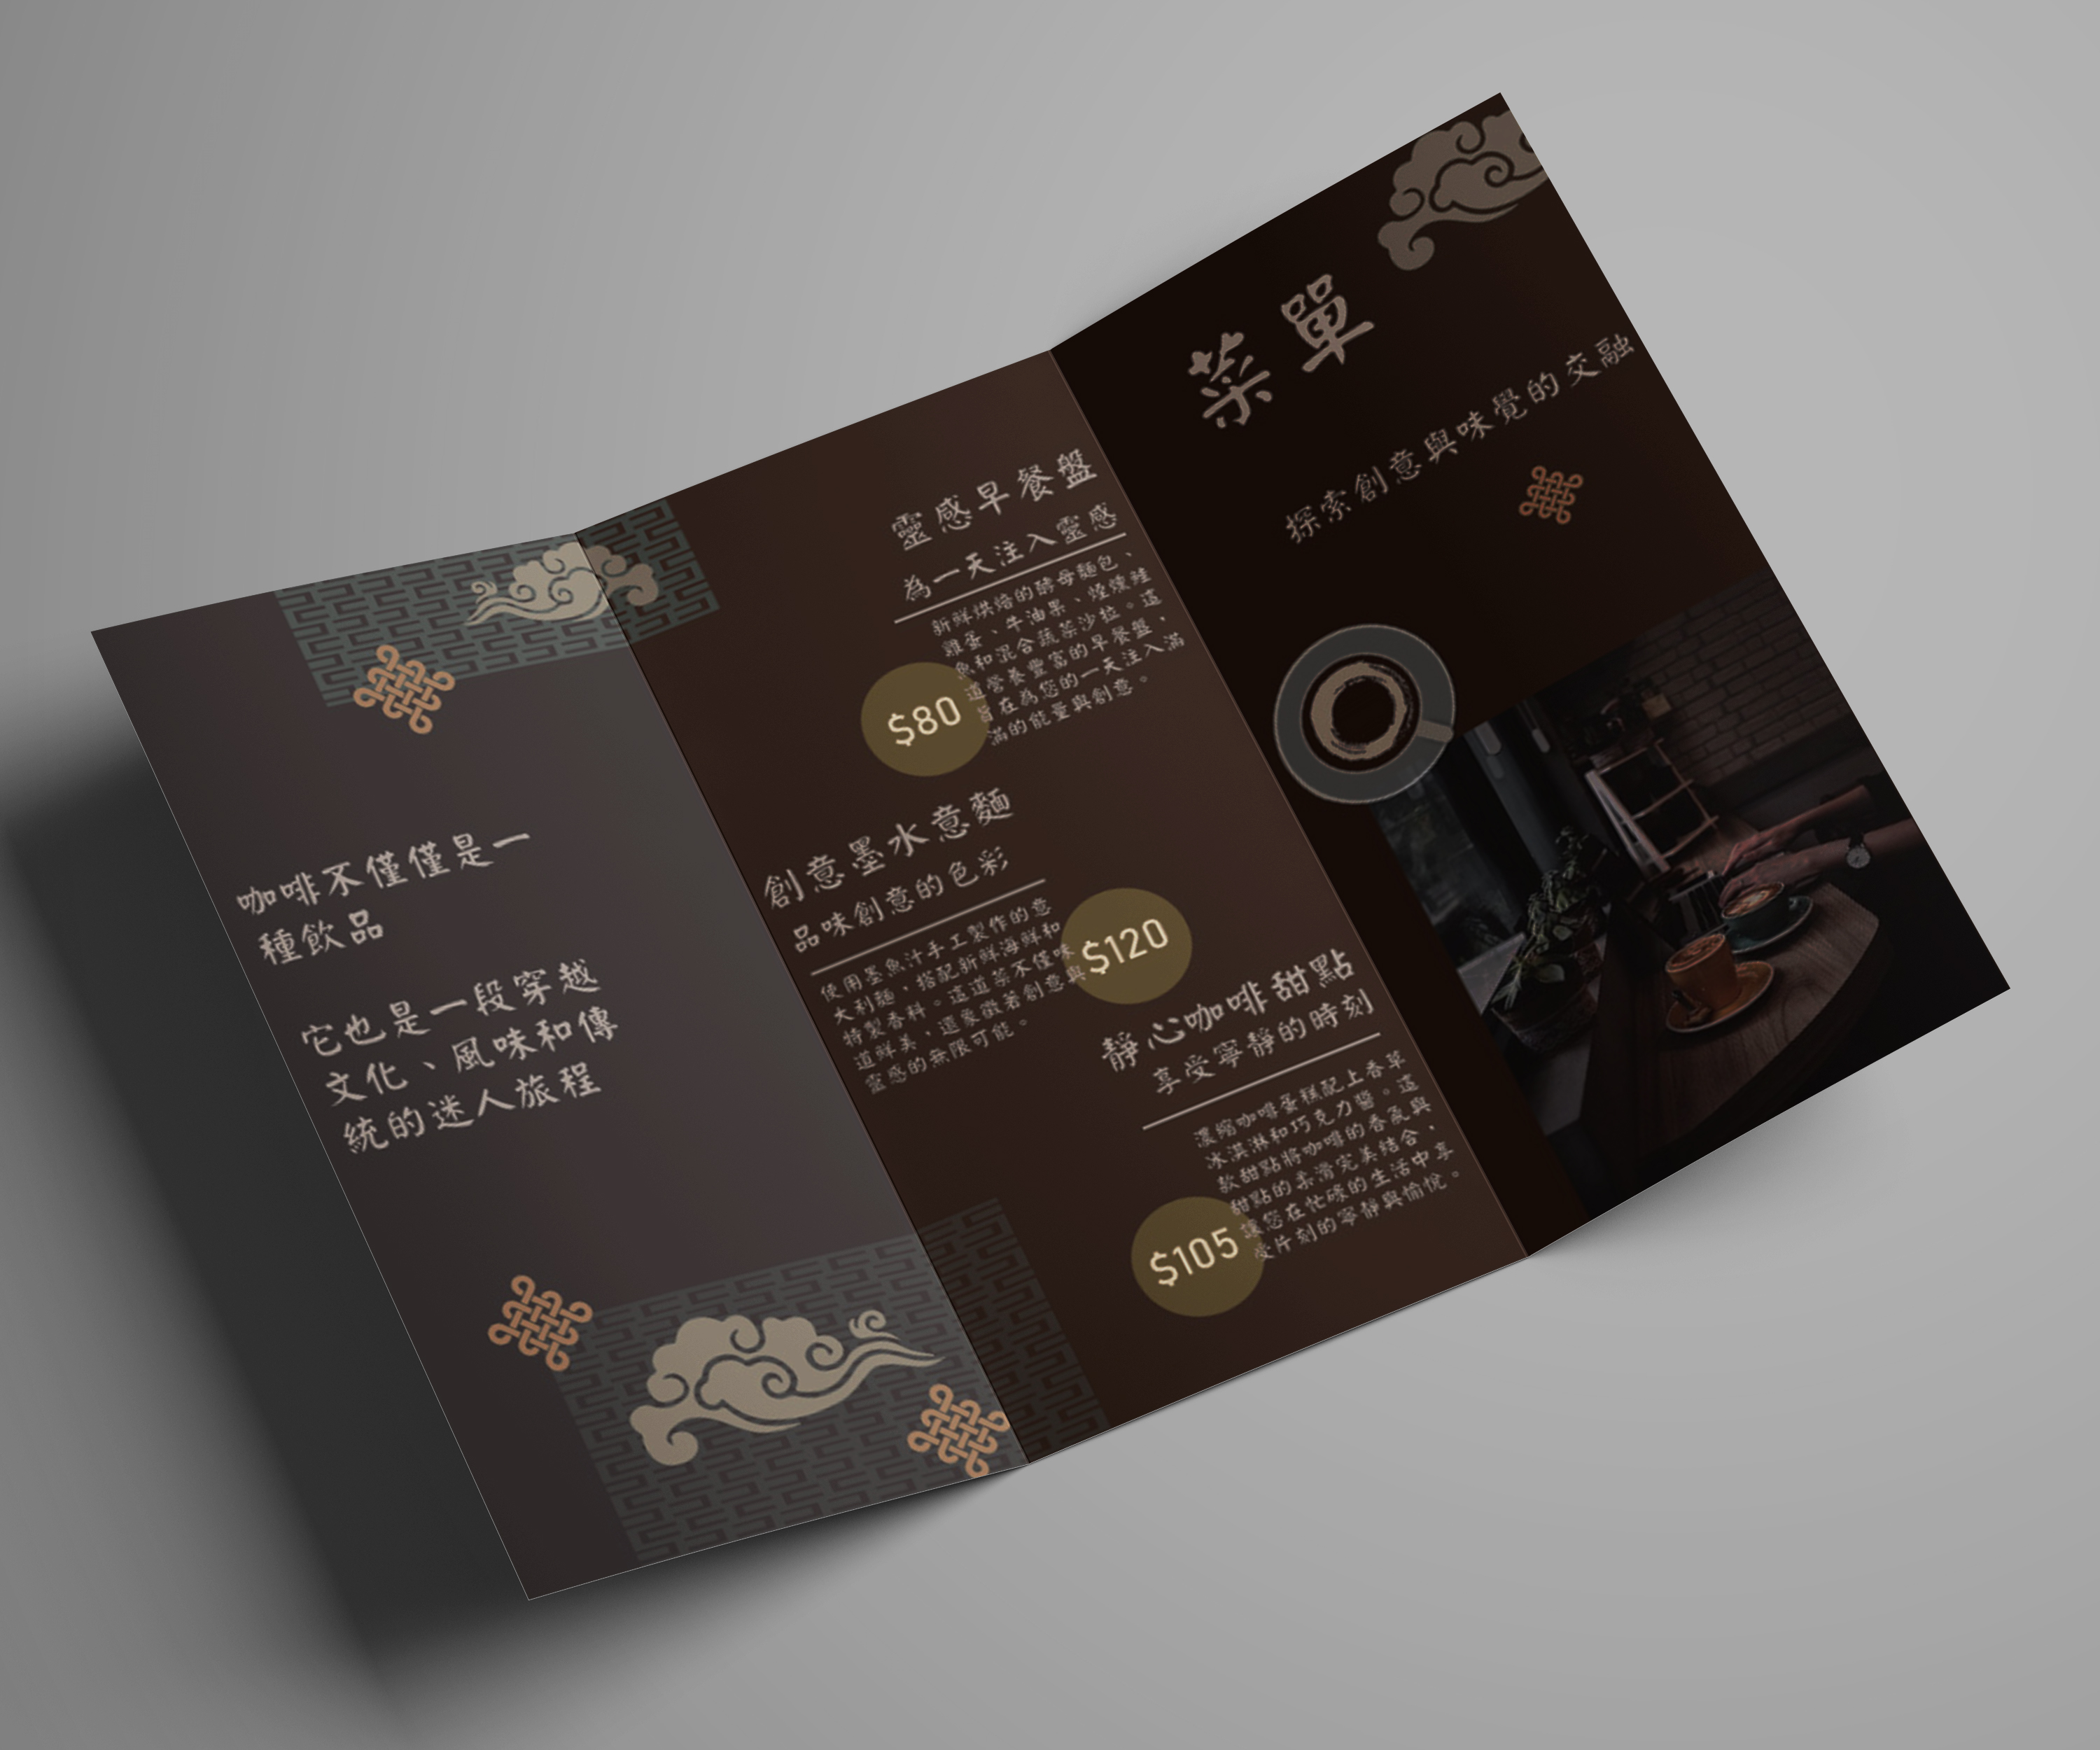 咖啡不僅僅是一
種飲品
它也是一段穿越
文化、風味和傳
統的迷人旅程
靈感早餐盤
為一天注入靈感
新鮮烘焙的酵母麵包、
雞蛋、牛油果、煙燻鮭
魚和混合蔬菜沙拉。這
道營養豐富的早餐盤，
旨在為您的一天注入滿
滿的能量與創意。
$80
創意墨水意麵
品味創意的色彩
使用墨魚汁手工製作的意
大利麵，搭配新鮮海鮮和
特製香料。這道菜不僅味
道鮮美，還象徵著創意與
靈感的無限可能。
$120
靜心咖啡甜點
享受寧靜的時刻
濃縮咖啡蛋糕配上香草
冰淇淋和巧克力醬。這
款甜點將咖啡的香氣與
甜點的柔滑完美結合，
讓您在忙碌的生活中享
受片刻的寧靜與愉悅。
$105
菜單
探索創意與味覺的交融